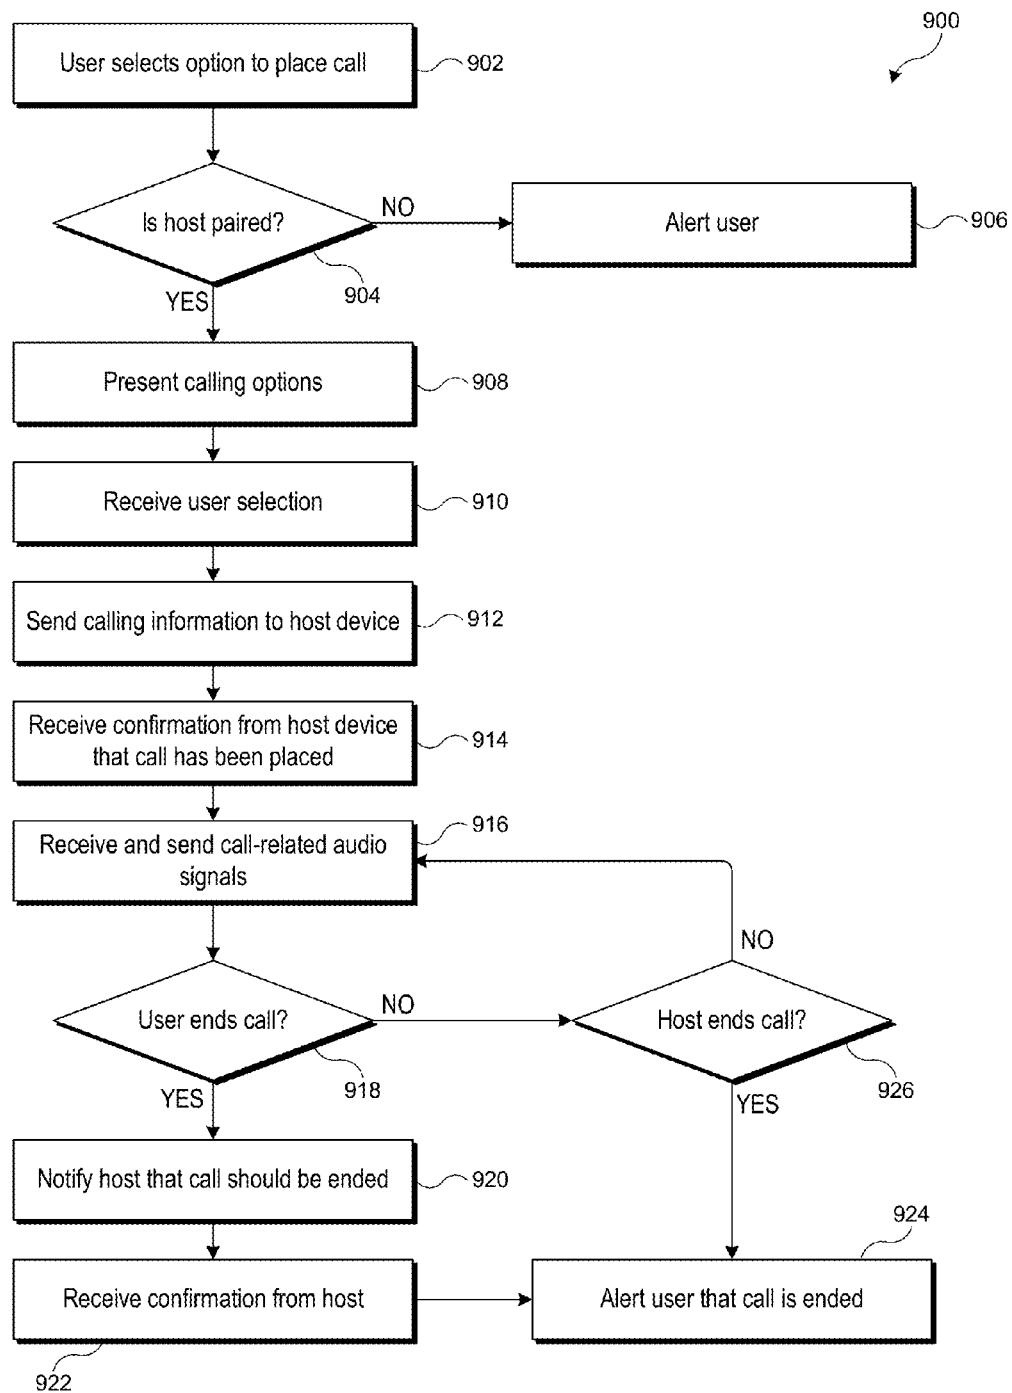 900
User selects option to place call
902
Is host paired?
NO
904
YES
Alert user
906
Present calling options
908
Receive user selection
910
Send calling information to host device
912
Receive confirmation from host device
that call has been placed
914
Receive and send call-related audio
signals
916
User ends call?
NO
918
YES
Host ends call?
NO
926
YES
Notify host that call should be ended
920
Receive confirmation from host
922
Alert user that call is ended
924